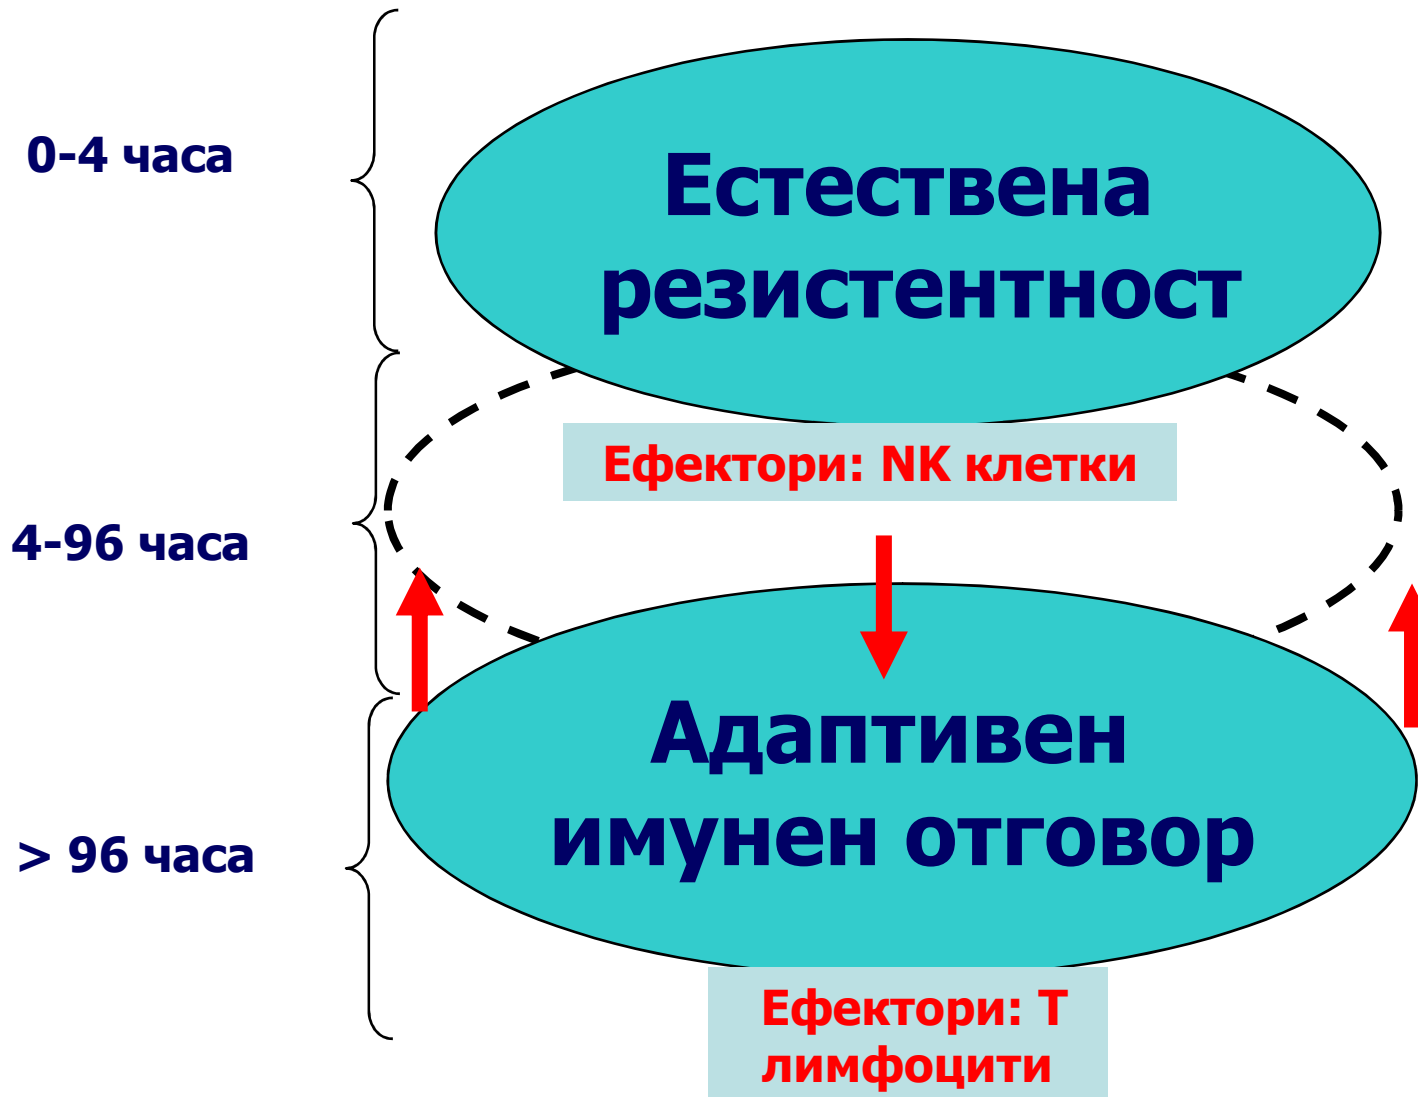 0-4 часа
Естествена
резистентност
Ефектори: NK клетки
4-96 часа
Адаптивен
имунен отговор
> 96 часа
Ефектори: Т
лимфоцити